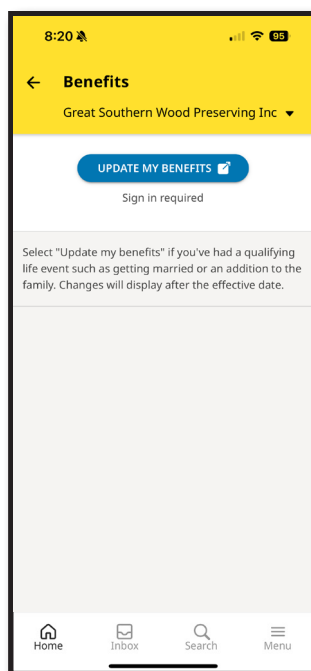 8:20
95
Benefits
Great Southern Wood Preserving Inc
UPDATE MY BENEFITS
Sign in required
Select "Update my benefits" if you've had a qualifying
life event such as getting married or an addition to the
family. Changes will display after the effective date.
Home
Inbox
Search
Menu